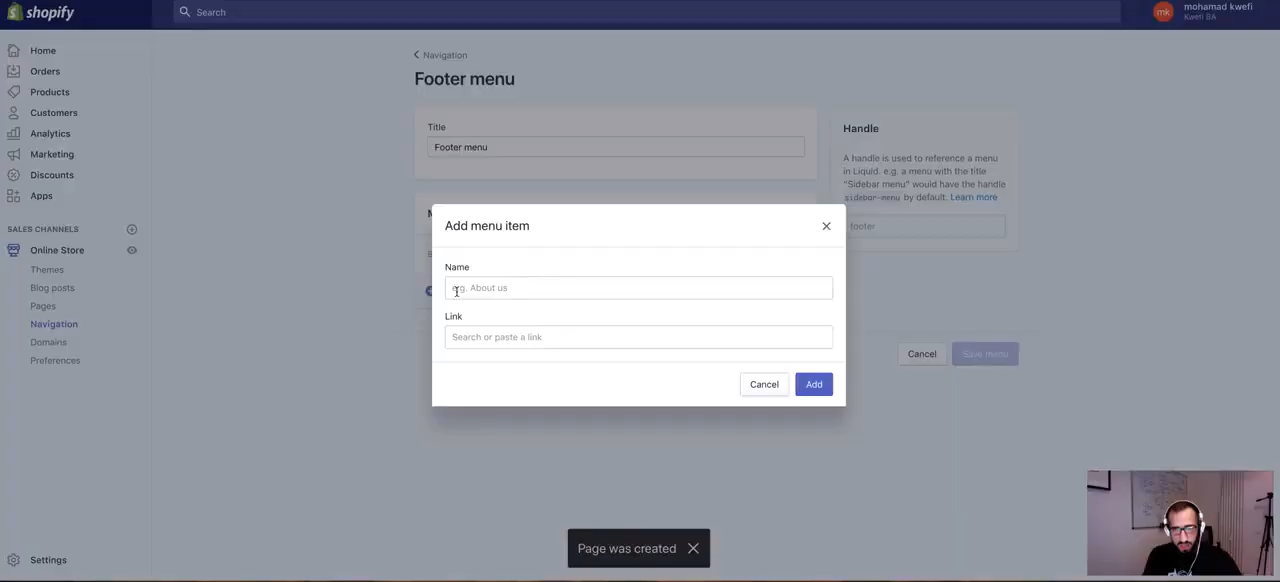 shopify
Search
mk
mohamad kwefi
Kwefi BA
Home
Orders
Products
Customers
Analytics
Marketing
Discounts
Apps
SALES CHANNELS
Online Store
Themes
Blog posts
Pages
Navigation
Domains
Preferences
Settings
Navigation
Footer menu
Title
Footer menu
Handle
A handle is used to reference a menu
in Liquid. e.g. a menu with the title
"Sidebar menu" would have the handle
sidebar-menu by default. Learn more
footer
Cancel
Save menu
Add menu item
Name
e.g. About us
Link
Search or paste a link
Cancel
Add
Page was created